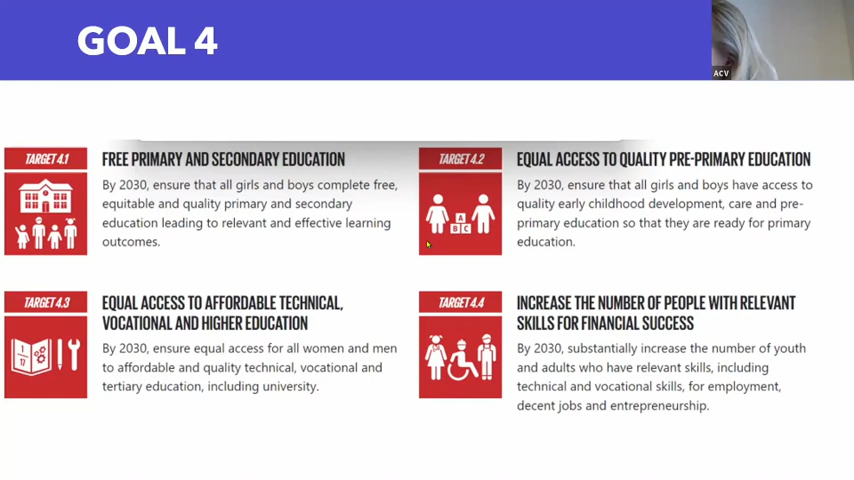 GOAL 4
ACV
TARGET 4.1
FREE PRIMARY AND SECONDARY EDUCATION
By 2030, ensure that all girls and boys complete free,
equitable and quality primary and secondary
education leading to relevant and effective learning
outcomes.
TARGET 4.2
A
B C
EQUAL ACCESS TO QUALITY PRE-PRIMARY EDUCATION
By 2030, ensure that all girls and boys have access to
quality early childhood development, care and pre-
primary education so that they are ready for primary
education.
TARGET 4.3
1
17
EQUAL ACCESS TO AFFORDABLE TECHNICAL,
VOCATIONAL AND HIGHER EDUCATION
By 2030, ensure equal access for all women and men
to affordable and quality technical, vocational and
tertiary education, including university.
TARGET 4.4
INCREASE THE NUMBER OF PEOPLE WITH RELEVANT
SKILLS FOR FINANCIAL SUCCESS
By 2030, substantially increase the number of youth
and adults who have relevant skills, including
technical and vocational skills, for employment,
decent jobs and entrepreneurship.